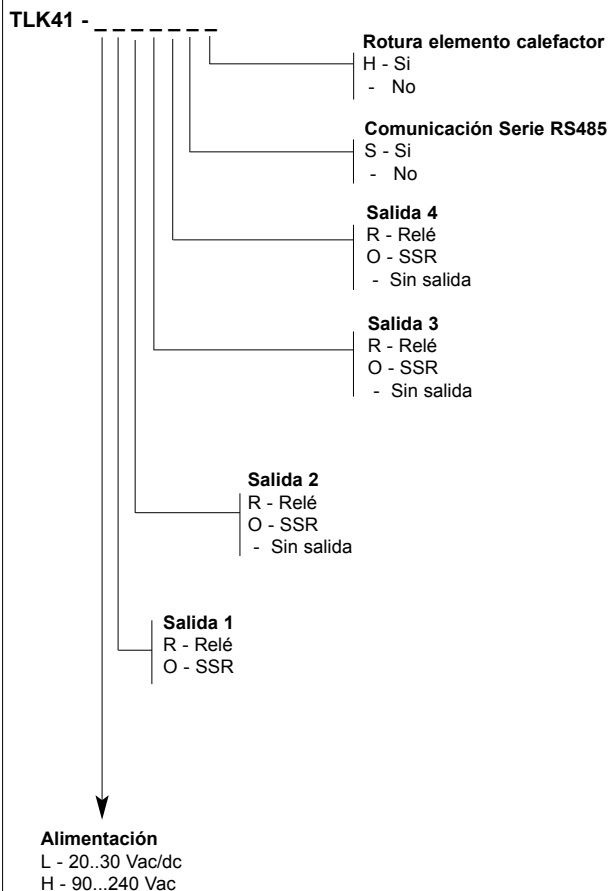 TLK41 - _ _ _ _ _ _ _
Rotura elemento calefactor
H - Si
- No
Comunicación Serie RS485
S - Si
- No
Salida 4
R - Relé
O - SSR
- Sin salida
Salida 3
R - Relé
O - SSR
- Sin salida
Salida 2
R - Relé
O - SSR
- Sin salida
Salida 1
R - Relé
O - SSR
Alimentación
L - 20..30 Vac/dc
H - 90...240 Vac